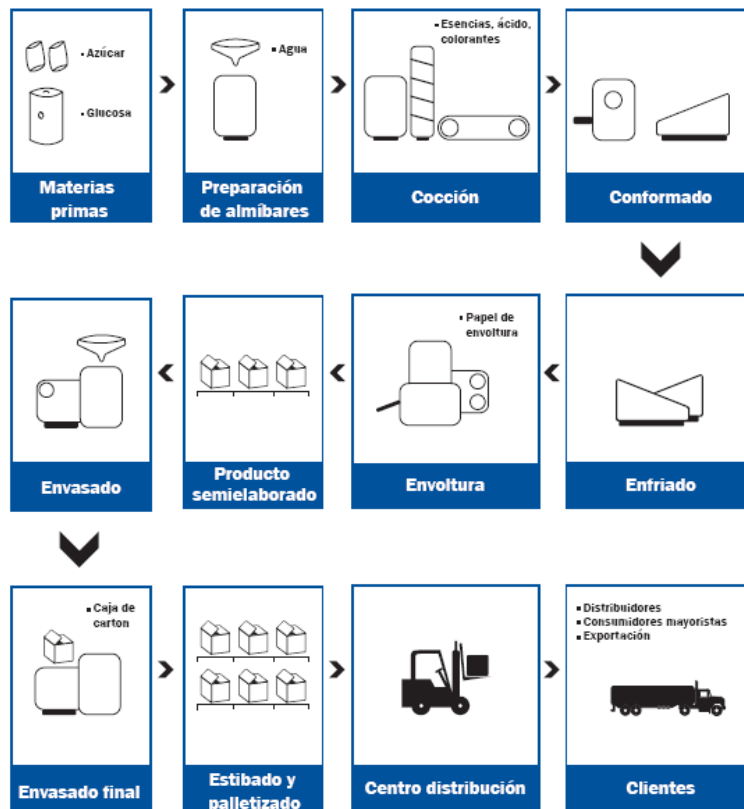 ▪ Azúcar
▪ Glucosa
Materias
primas
▪ Agua
Preparación
de almíbares
▪ Esencias, ácido,
colorantes
Cocción
Conformado
Enfriado
▪ Papel de
envoltura
Envoltura
Producto
semielaborado
Envasado
▪ Caja de
carton
Envasado final
Estibado y
palletizado
Centro distribución
▪ Distribuidores
▪ Consumidores mayoristas
▪ Exportación
Clientes